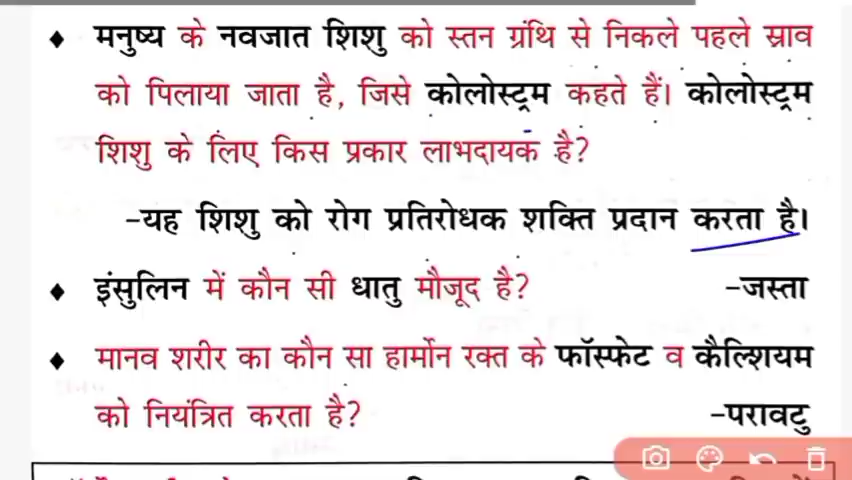 ♦ मनुष्य के नवजात शिशु को स्तन ग्रंथि से निकले पहले स्राव
को पिलाया जाता है, जिसे कोलोस्ट्रम कहते हैं। कोलोस्ट्रम
शिशु के लिए किस प्रकार लाभदायक है?
-यह शिशु को रोग प्रतिरोधक शक्ति प्रदान करता है।
♦ इंसुलिन में कौन सी धातु मौजूद है? -जस्ता
♦ मानव शरीर का कौन सा हार्मोन रक्त के फॉस्फेट व कैल्शियम
को नियंत्रित करता है? -परावटु